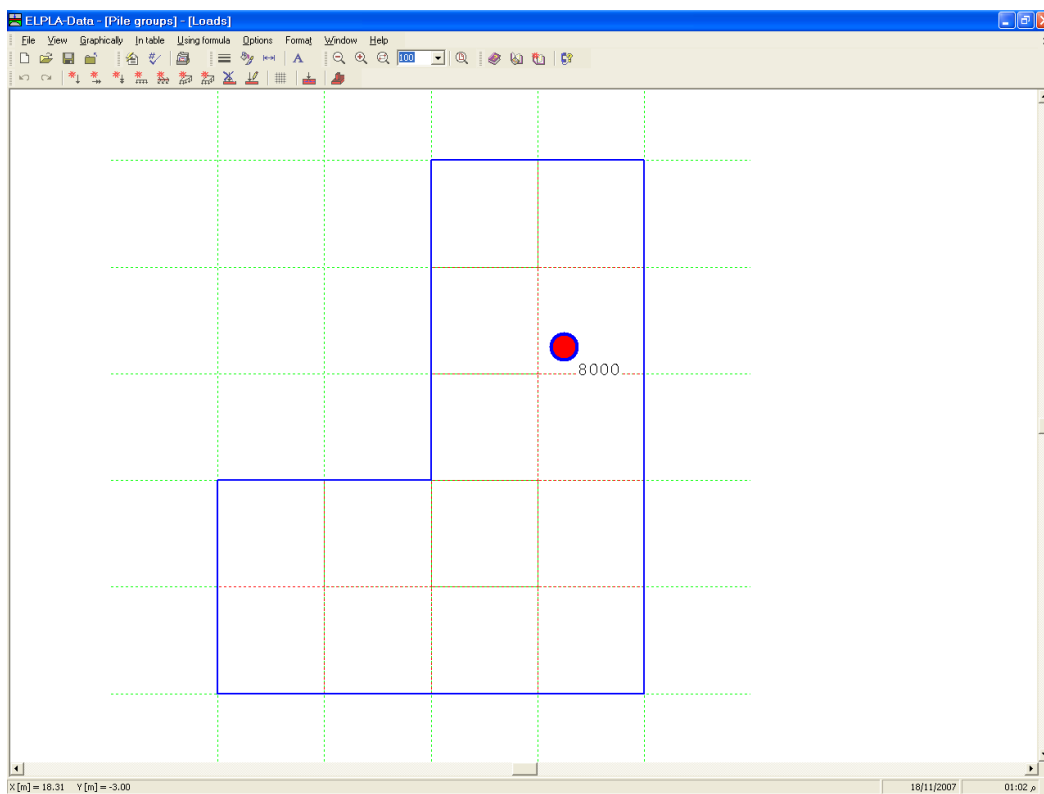 ELPLA-Data - [Pile groups] - [Loads]
File View Graphically In table Using formula Options Format Window Help
100
8000
X [m] = 18.31 Y [m] = -3.00 18/11/2007 01:02 م